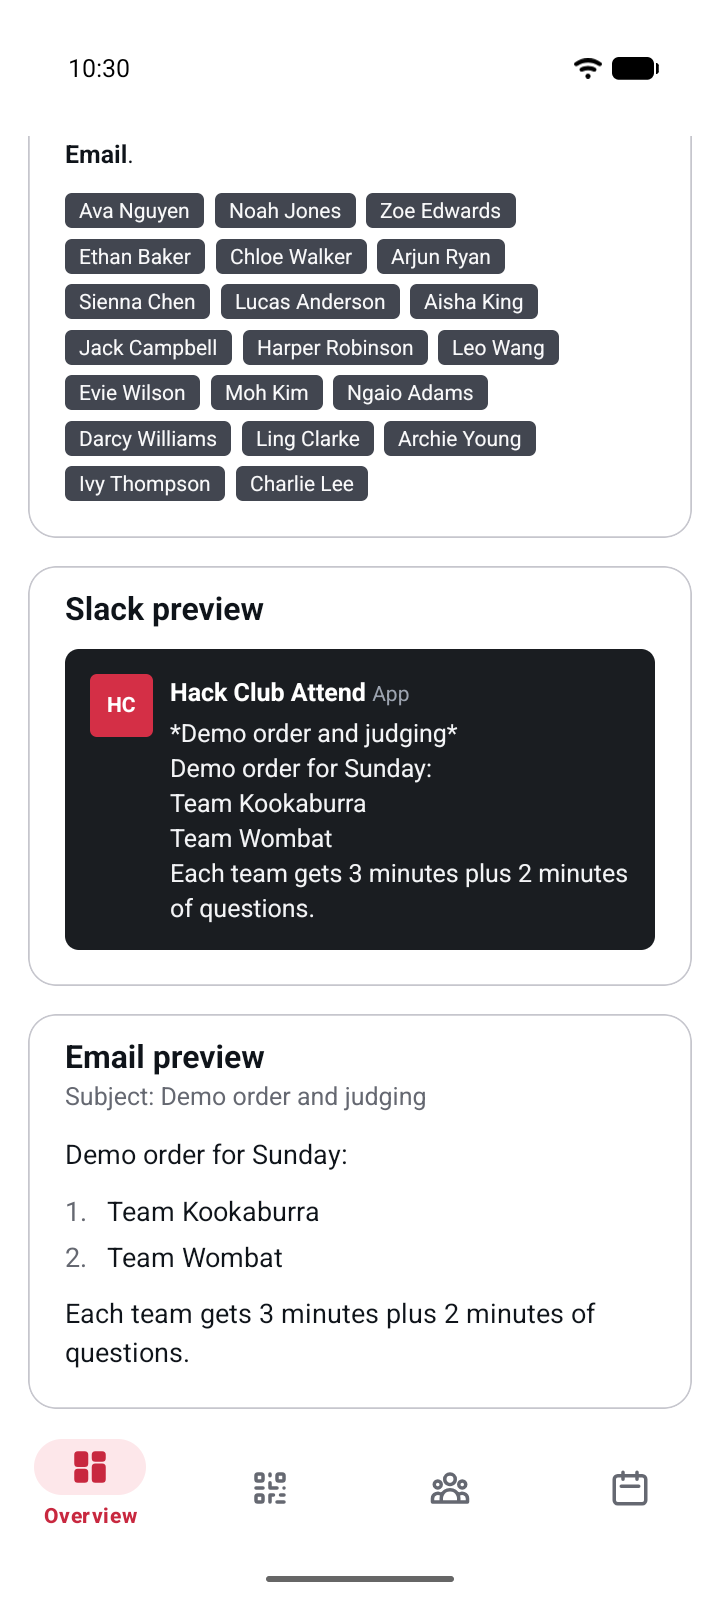 10:30
Email.
Ava Nguyen Noah Jones Zoe Edwards
Ethan Baker Chloe Walker Arjun Ryan
Sienna Chen Lucas Anderson Aisha King
Jack Campbell Harper Robinson Leo Wang
Evie Wilson Moh Kim Ngaio Adams
Darcy Williams Ling Clarke Archie Young
Ivy Thompson Charlie Lee
Slack preview
HC
Hack Club Attend App
*Demo order and judging*
Demo order for Sunday:
Team Kookaburra
Team Wombat
Each team gets 3 minutes plus 2 minutes
of questions.
Email preview
Subject: Demo order and judging
Demo order for Sunday:
1. Team Kookaburra
2. Team Wombat
Each team gets 3 minutes plus 2 minutes of
questions.
Overview